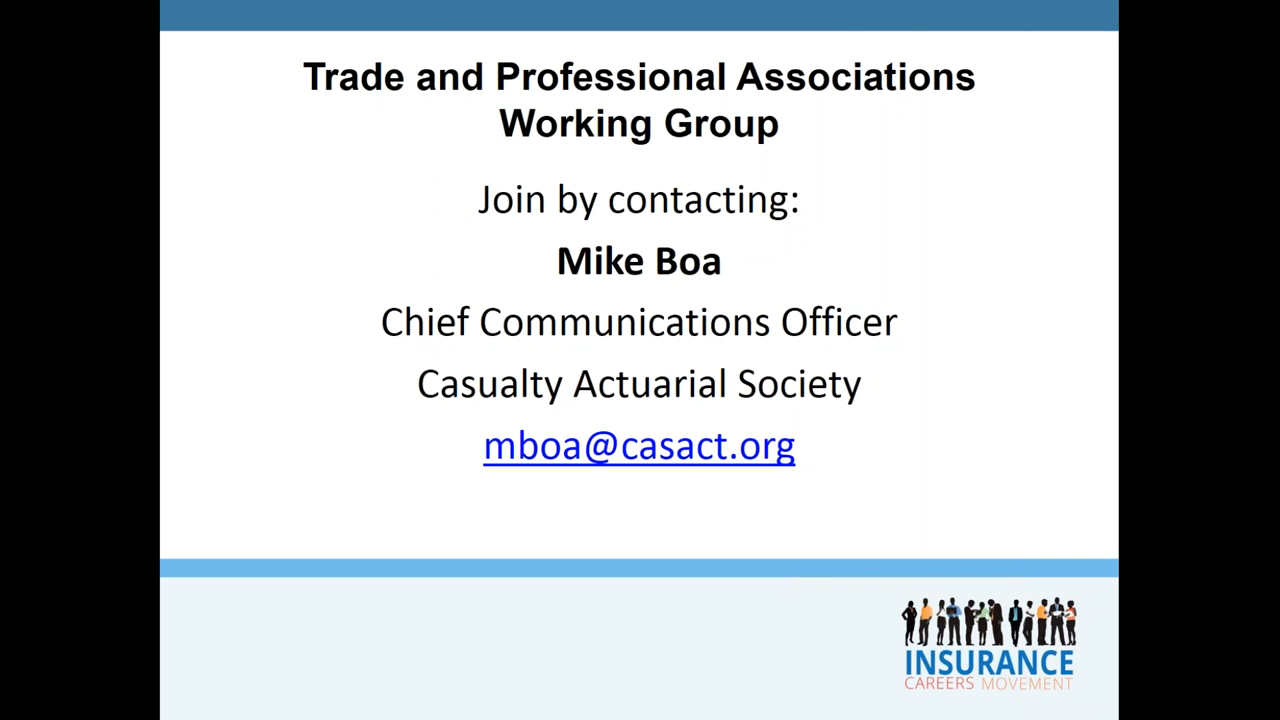 Trade and Professional Associations
Working Group
Join by contacting:
Mike Boa
Chief Communications Officer
Casualty Actuarial Society
mboa@casact.org
INSURANCE
CAREERS MOVEMENT